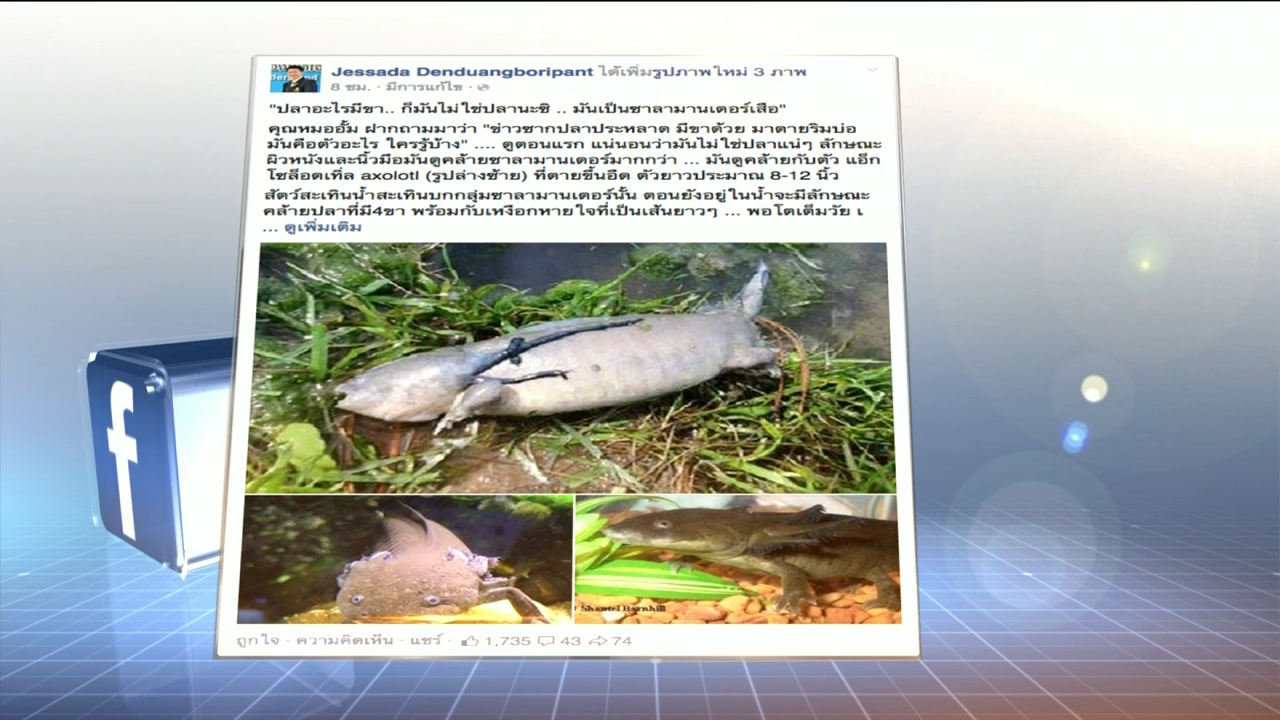 Jessada Denduangboripant ได้เพิ่มรูปภาพใหม่ 3 ภาพ
8 ชม. · มีการแก้ไข ·
"ปลาอะไรมีขา.. ก็มันไม่ใช่ปลานะซิ .. มันเป็นซาลามานเดอร์เสือ"
คุณหมออั้ม ฝากถามมาว่า "ข่าวซากปลาประหลาด มีขาด้วย มาตายริมบ่อ
มันคือตัวอะไร ใครรู้บ้าง" .... ดูตอนแรก แน่นอนว่ามันไม่ใช่ปลาแน่ๆ ลักษณะ
ผิวหนังและนิ้วมือมันดูคล้ายซาลามานเดอร์มากกว่า ... มันดูคล้ายกับตัว แอ็ก
โซล็อตเทิ่ล axolotl (รูปล่างซ้าย) ที่ตายขึ้นอืด ตัวยาวประมาณ 8-12 นิ้ว
สัตว์สะเทินน้ำสะเทินบกกลุ่มซาลามานเดอร์นั้น ตอนยังอยู่ในน้ำจะมีลักษณะ
คล้ายปลาที่มี4ขา พร้อมกับเหงือกหายใจที่เป็นเส้นยาวๆ ... พอโตเต็มวัย เ
... ดูเพิ่มเติม
f
Shantel Barnhill
ถูกใจ · ความคิดเห็น · แชร์ · 1,735 43 74